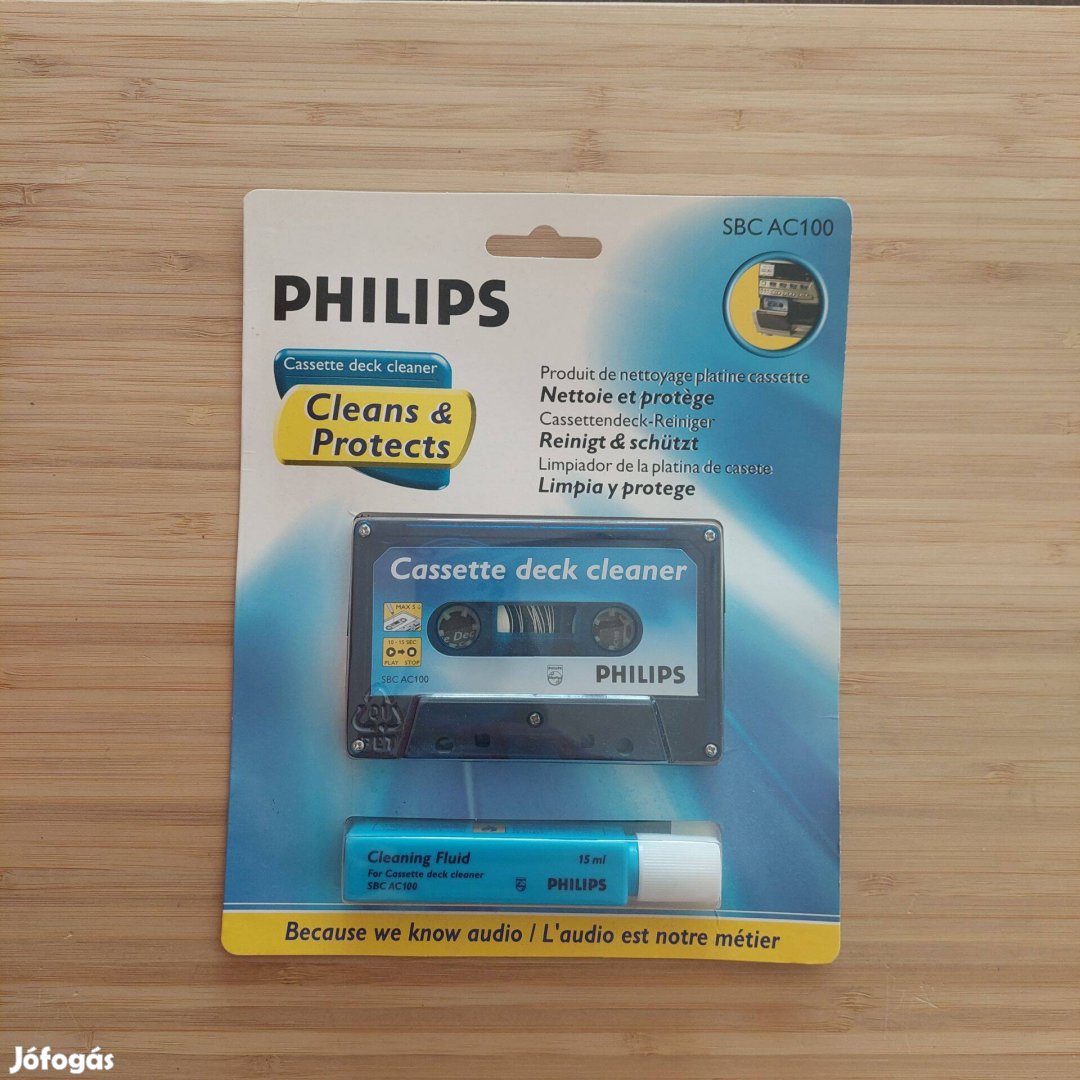 SBC AC100
PHILIPS
Cassette deck cleaner
Cleans &
Protects
Produit de nettoyage platine cassette
Nettoie et protège
Cassettendeck-Reiniger
Reinigt & schützt
Limpiador de la platina de casete
Limpia y protege
Cassette deck cleaner
MAX 5
10 - 15 SEC
PLAY STOP
SBC AC100
PHILIPS
PET
Cleaning Fluid 15 ml
For Cassette deck cleaner
SBC AC100 PHILIPS
Because we know audio / L'audio est notre métier
Jófogás